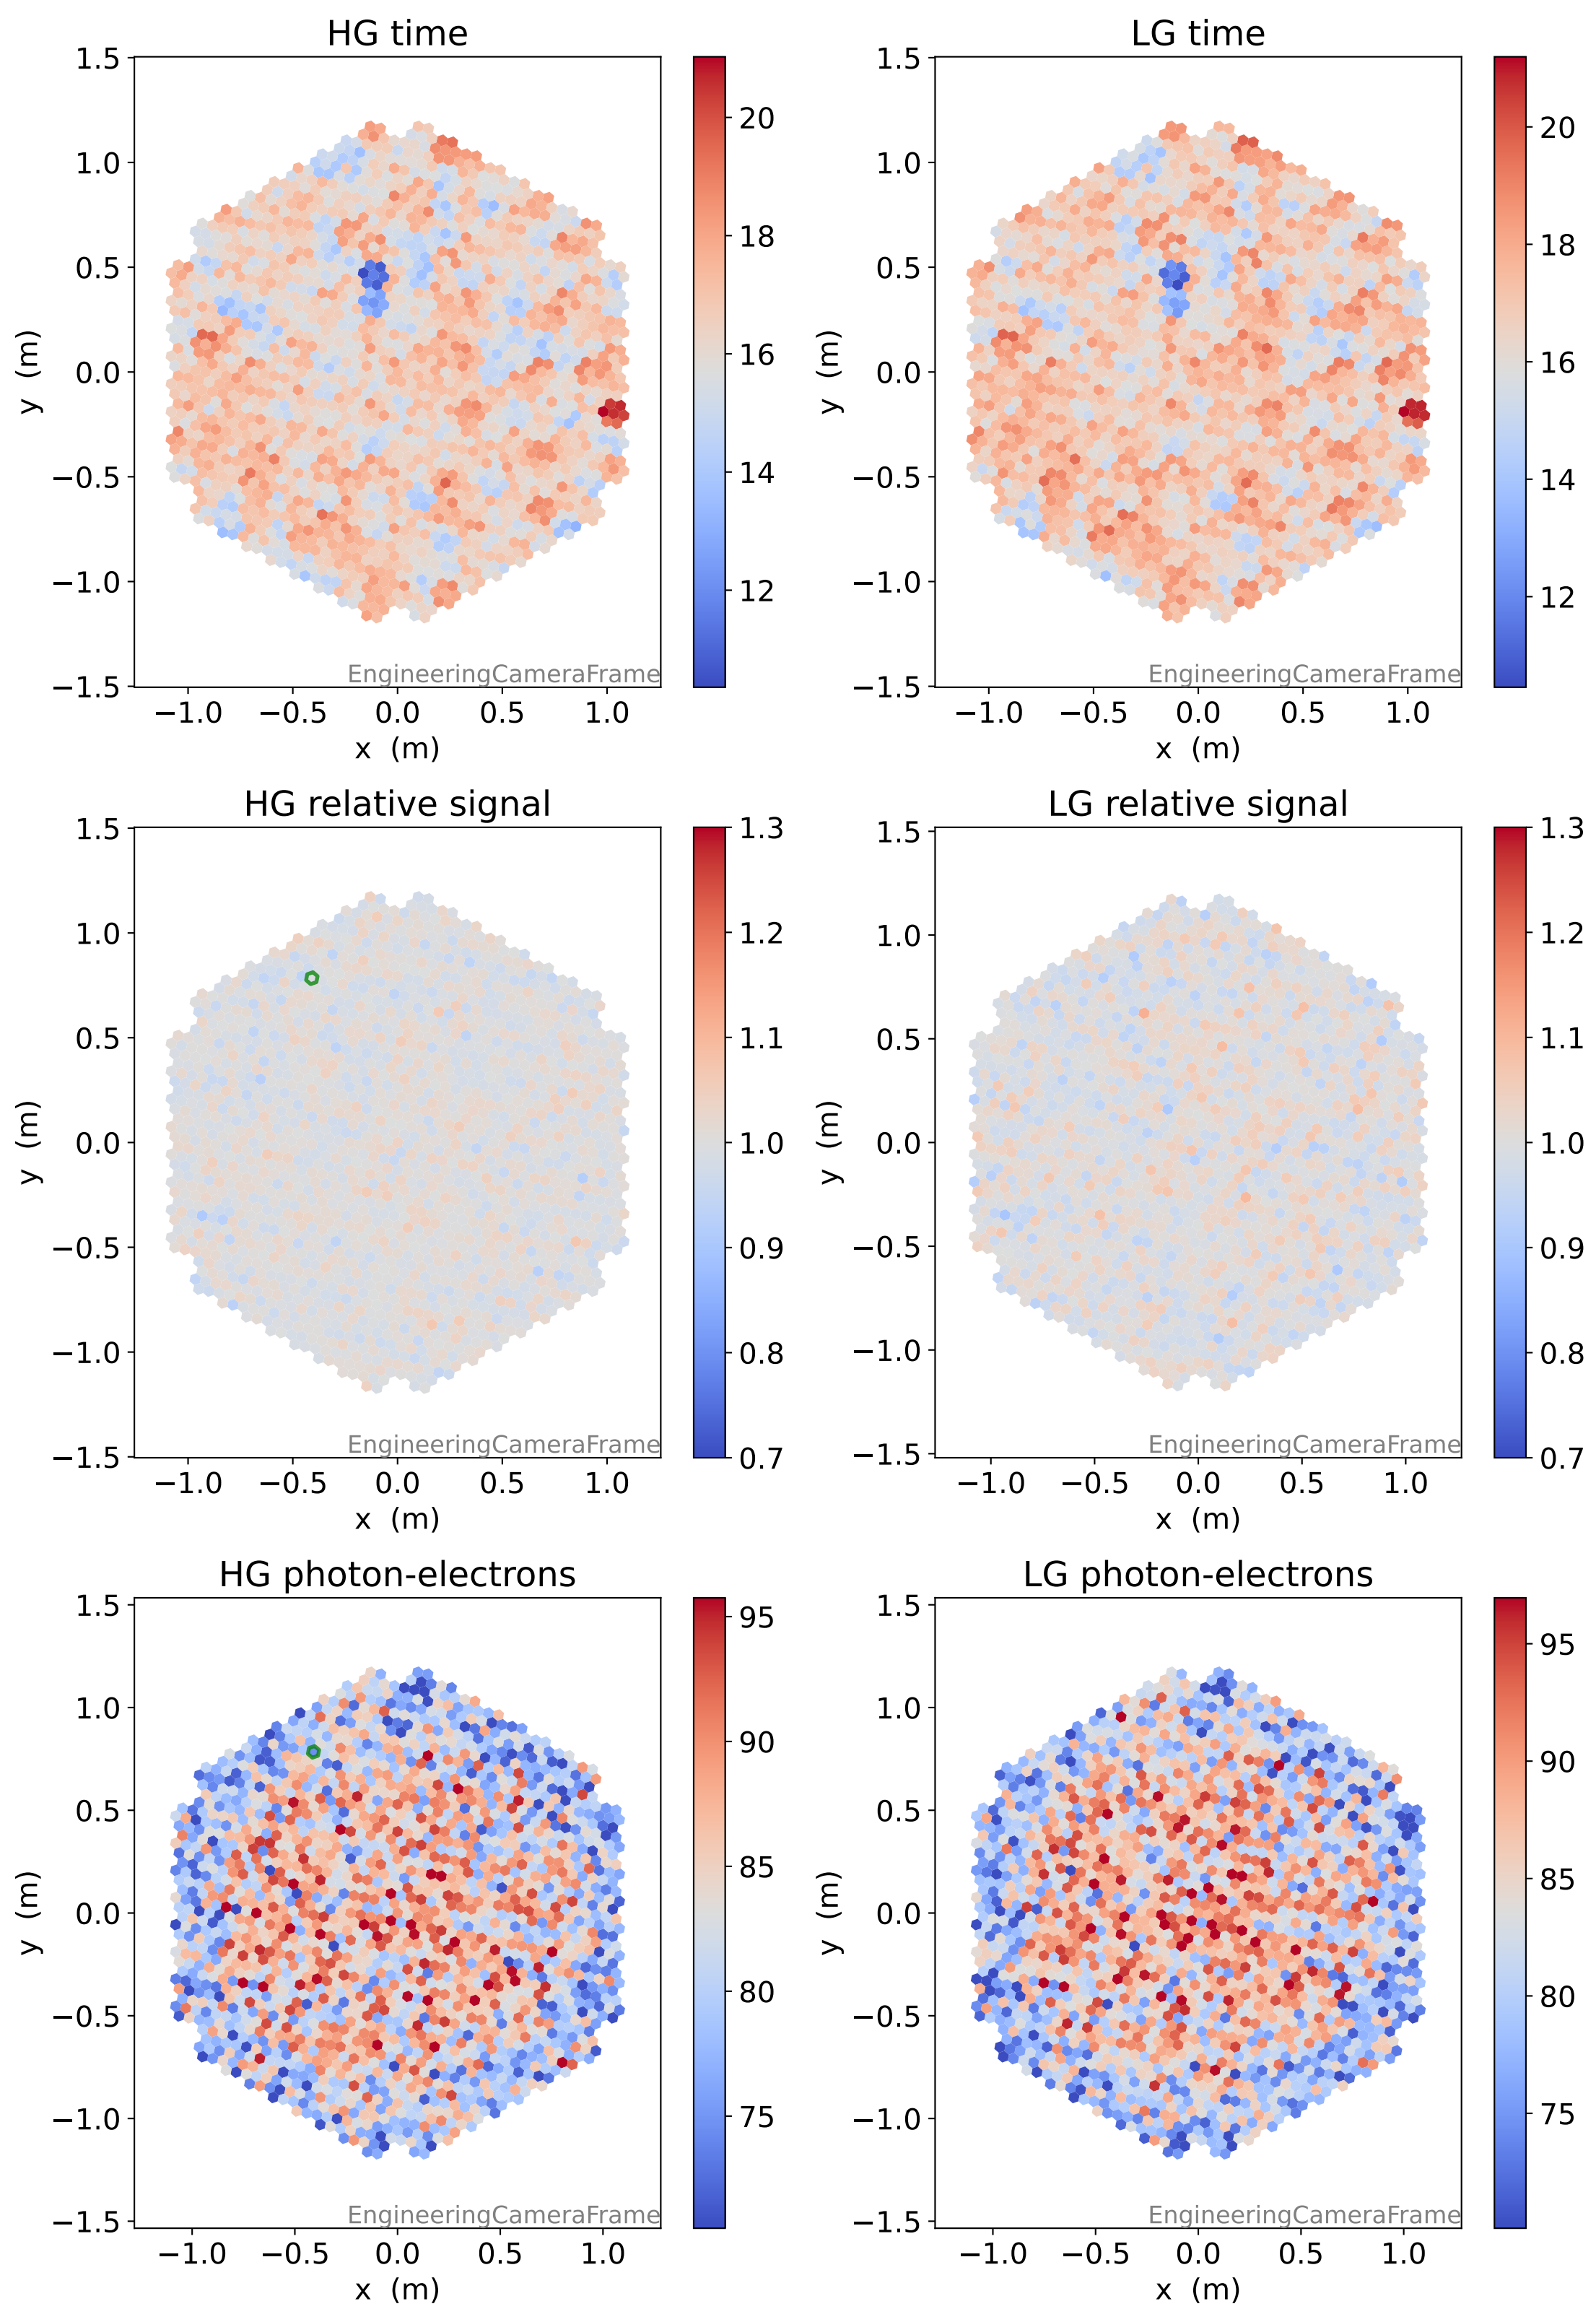 HG time
LG time
1.5
1.0
0.5
0.0
−0.5
−1.0
−1.5
y (m)
−1.0 −0.5 0.0 0.5 1.0
x (m)
EngineeringCameraFrame
20
18
16
14
12
1.5
1.0
0.5
0.0
−0.5
−1.0
−1.5
y (m)
−1.0 −0.5 0.0 0.5 1.0
x (m)
EngineeringCameraFrame
20
18
16
14
12
HG relative signal
LG relative signal
1.5
1.0
0.5
0.0
−0.5
−1.0
−1.5
y (m)
−1.0 −0.5 0.0 0.5 1.0
x (m)
EngineeringCameraFrame
1.3
1.2
1.1
1.0
0.9
0.8
0.7
1.5
1.0
0.5
0.0
−0.5
−1.0
−1.5
y (m)
−1.0 −0.5 0.0 0.5 1.0
x (m)
EngineeringCameraFrame
1.3
1.2
1.1
1.0
0.9
0.8
0.7
HG photon-electrons
LG photon-electrons
1.5
1.0
0.5
0.0
−0.5
−1.0
−1.5
y (m)
−1.0 −0.5 0.0 0.5 1.0
x (m)
EngineeringCameraFrame
95
90
85
80
75
1.5
1.0
0.5
0.0
−0.5
−1.0
−1.5
y (m)
−1.0 −0.5 0.0 0.5 1.0
x (m)
EngineeringCameraFrame
95
90
85
80
75